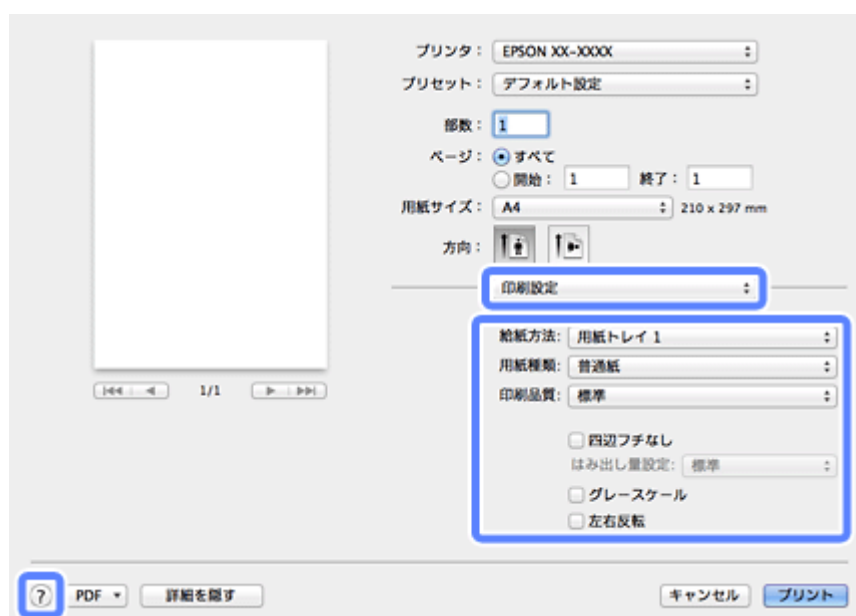 プリンタ： EPSON XX-XXXX
プリセット： デフォルト設定
部数： 1
ページ： すべて
開始： 1 終了： 1
用紙サイズ： A4 210 x 297 mm
方向：
印刷設定
給紙方法: 用紙トレイ 1
用紙種類: 普通紙
印刷品質: 標準
1/1
四辺フチなし
はみ出し量設定: 標準
グレースケール
左右反転
? PDF 詳細を隠す キャンセル プリント